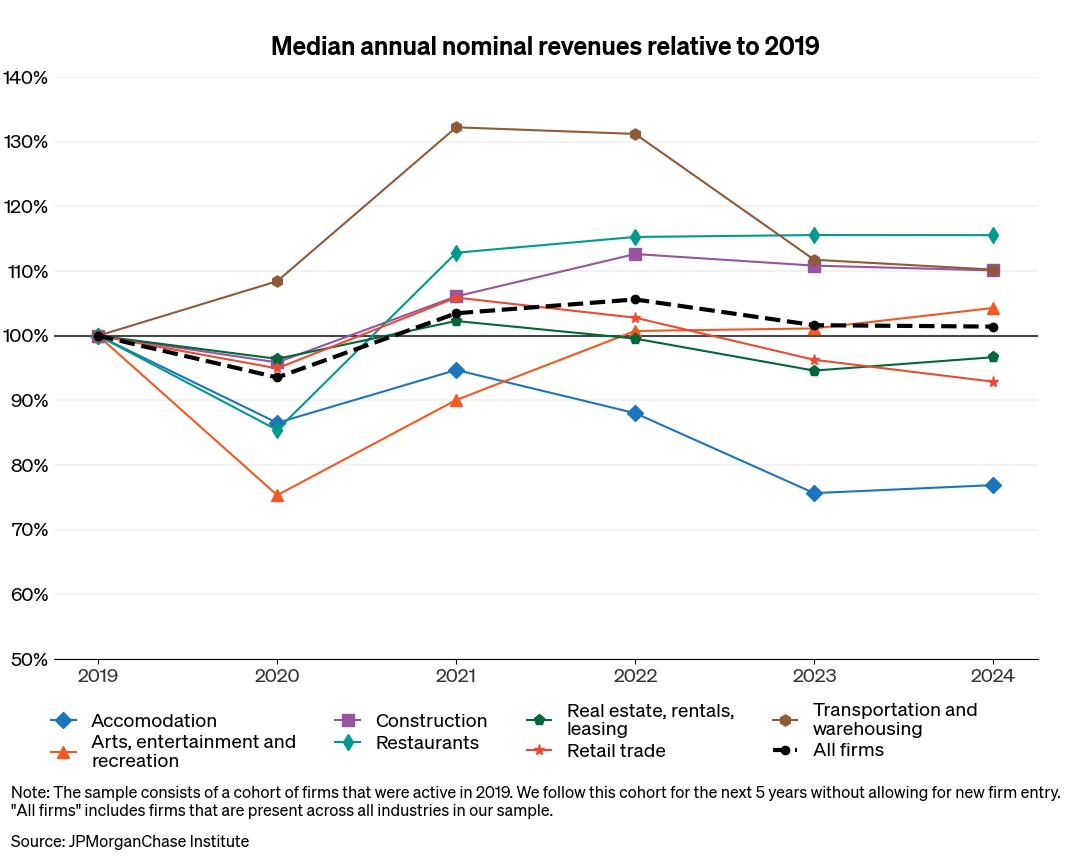 Median annual nominal revenues relative to 2019
140%
130%
120%
110%
100%
90%
80%
70%
60%
50%
2019 2020 2021 2022 2023 2024
Accomodation
Arts, entertainment and
recreation
Construction
Restaurants
Real estate, rentals,
leasing
Retail trade
Transportation and
warehousing
All firms
Note: The sample consists of a cohort of firms that were active in 2019. We follow this cohort for the next 5 years without allowing for new firm entry.
"All firms" includes firms that are present across all industries in our sample.
Source: JPMorganChase Institute